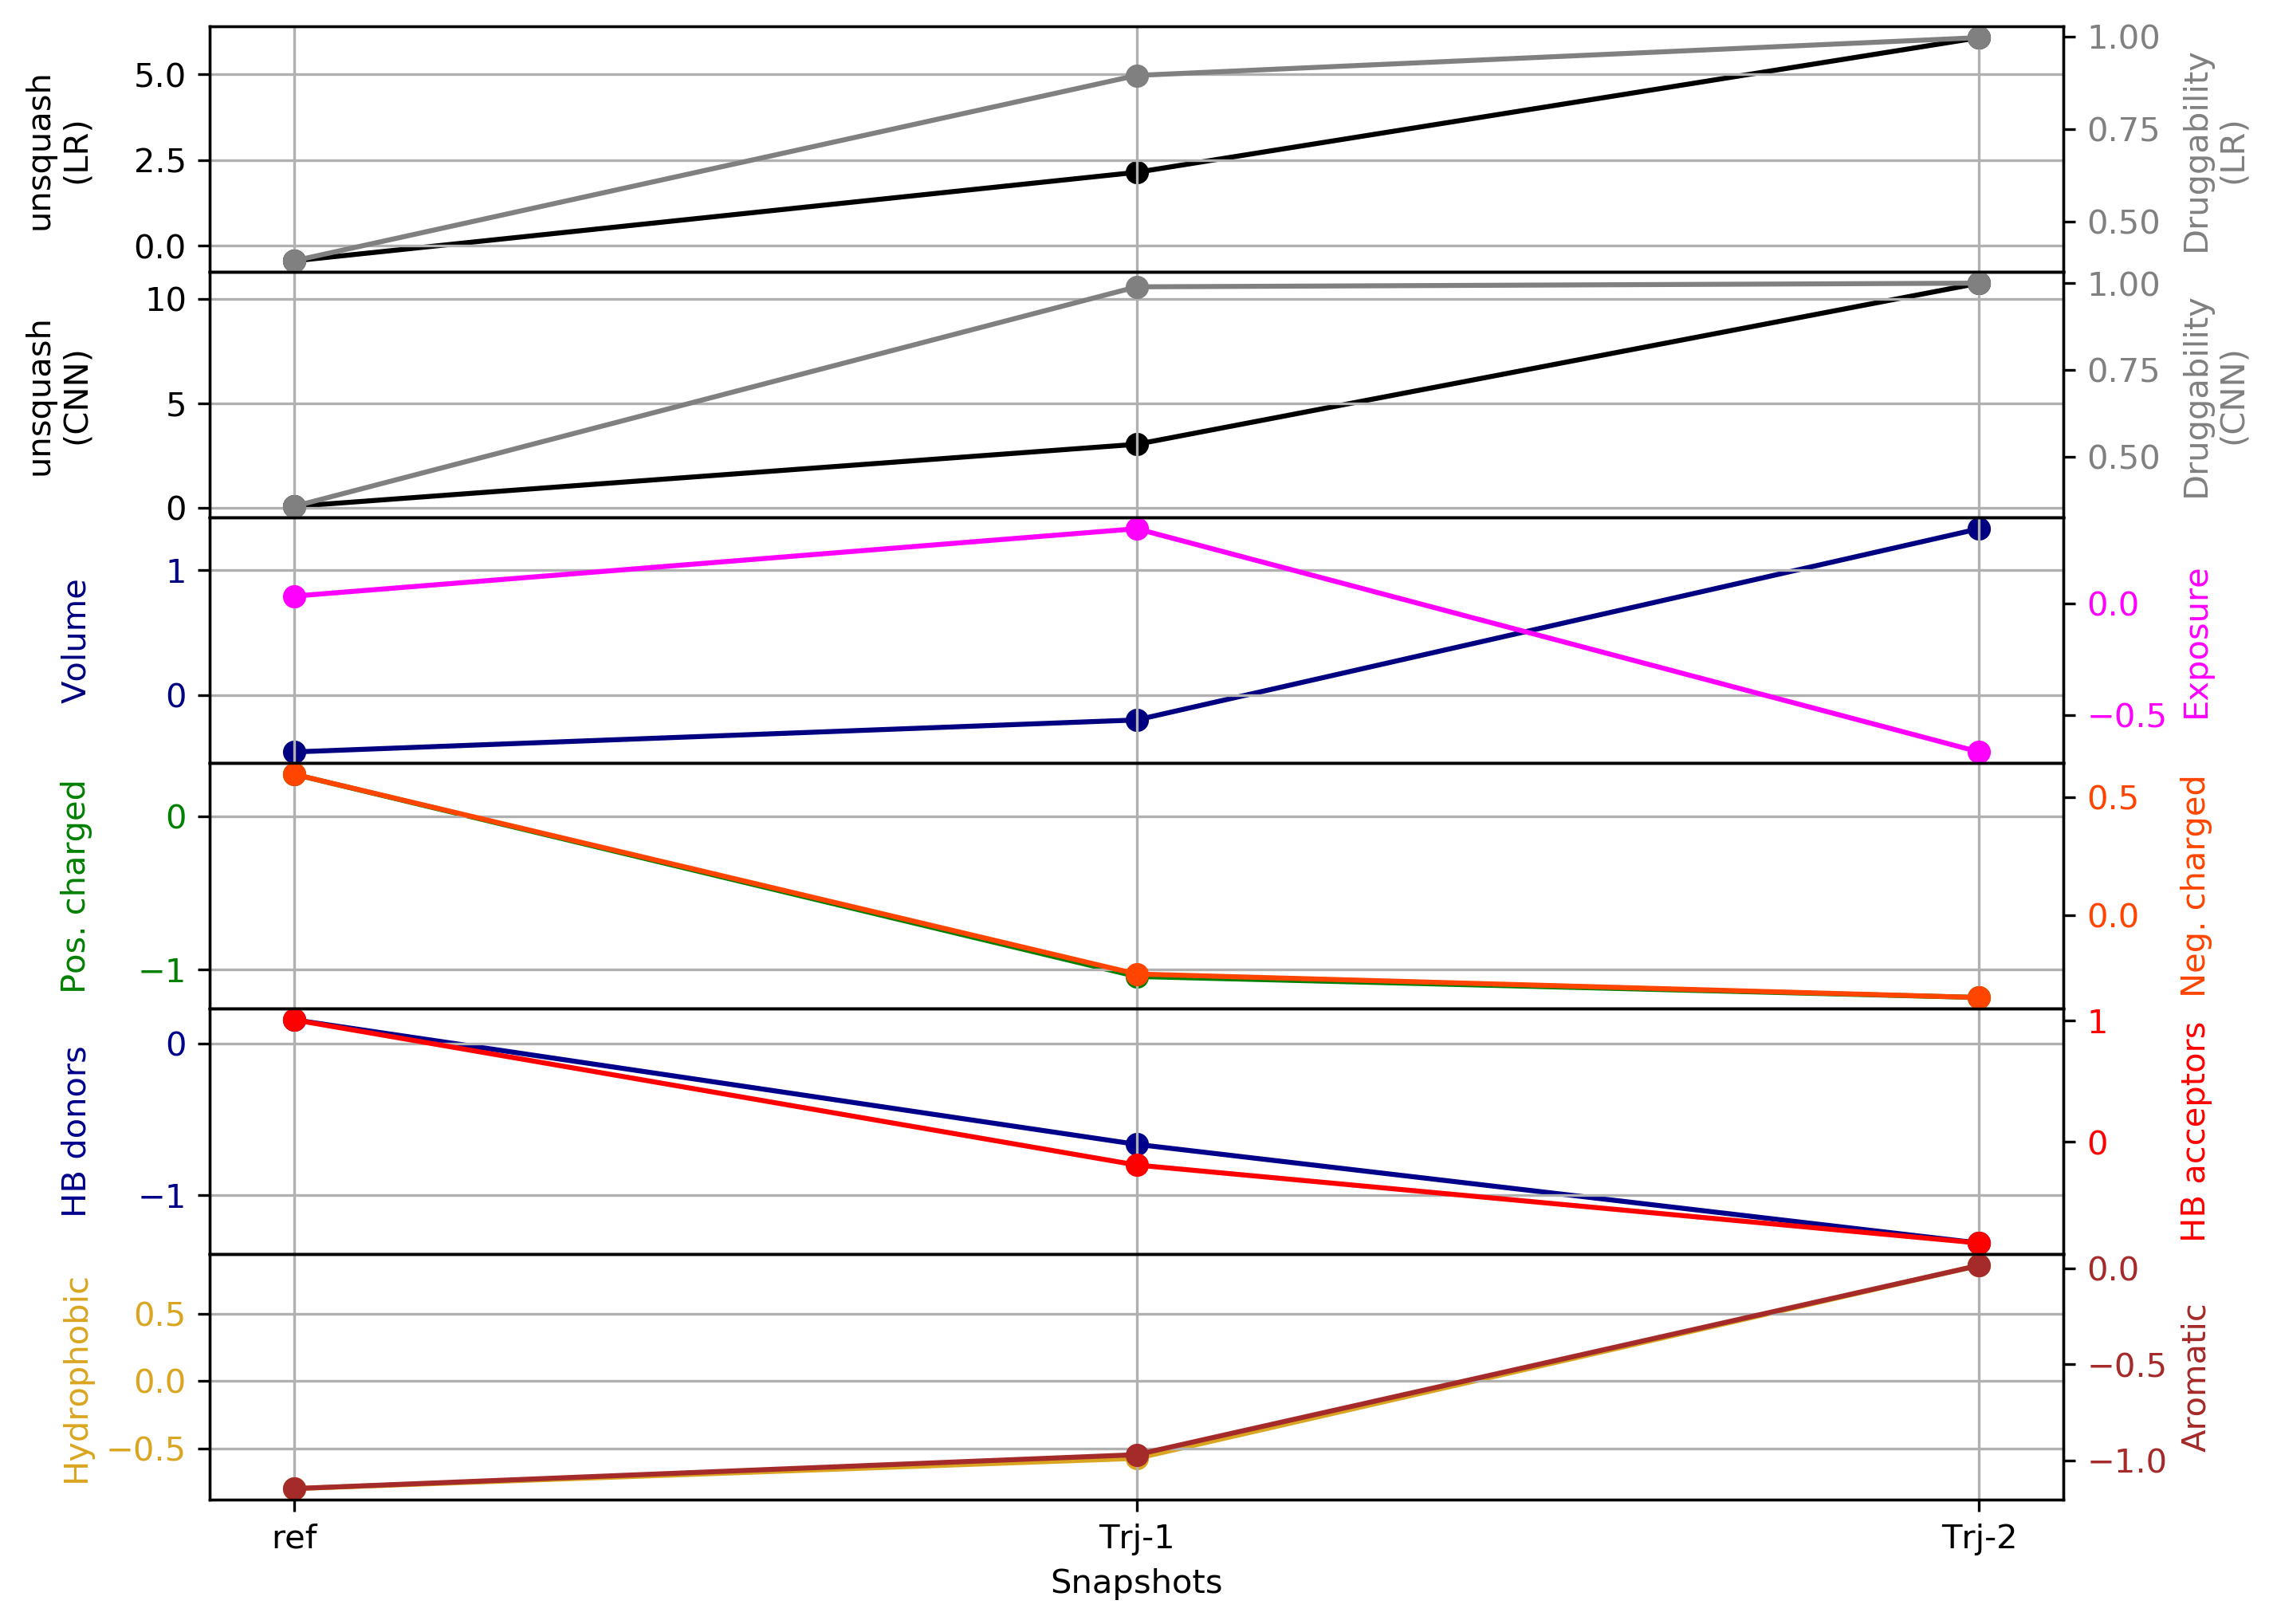 unsquash
(LR)
5.0
2.5
0.0
1.00
0.75
0.50
Druggability
(LR)
unsquash
(CNN)
10
5
0
1.00
0.75
0.50
Druggability
(CNN)
Volume
1
0
0.0
−0.5
Exposure
Pos. charged
0
−1
0.5
0.0
Neg. charged
HB donors
0
−1
1
0
HB acceptors
Hydrophobic
0.5
0.0
−0.5
0.0
−0.5
−1.0
Aromatic
ref Trj-1 Trj-2
Snapshots